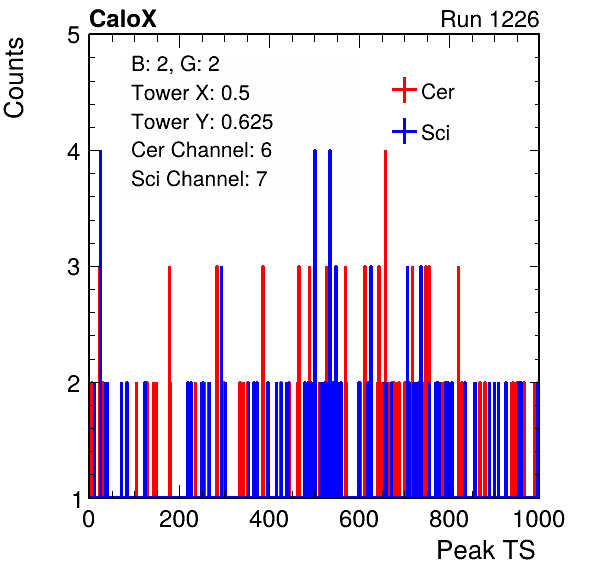 CaloX Run 1226
Counts
5
4
3
2
1
B: 2, G: 2
Tower X: 0.5
Tower Y: 0.625
Cer Channel: 6
Sci Channel: 7
Cer
Sci
0 200 400 600 800 1000
Peak TS